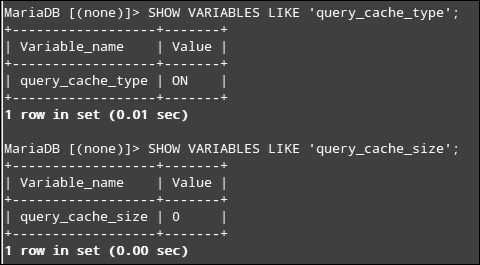 MariaDB [(none)]> SHOW VARIABLES LIKE 'query_cache_type';
+------------------+-------+
| Variable_name    | Value |
+------------------+-------+
| query_cache_type | ON    |
+------------------+-------+
1 row in set (0.01 sec)

MariaDB [(none)]> SHOW VARIABLES LIKE 'query_cache_size';
+------------------+-------+
| Variable_name    | Value |
+------------------+-------+
| query_cache_size | 0     |
+------------------+-------+
1 row in set (0.00 sec)